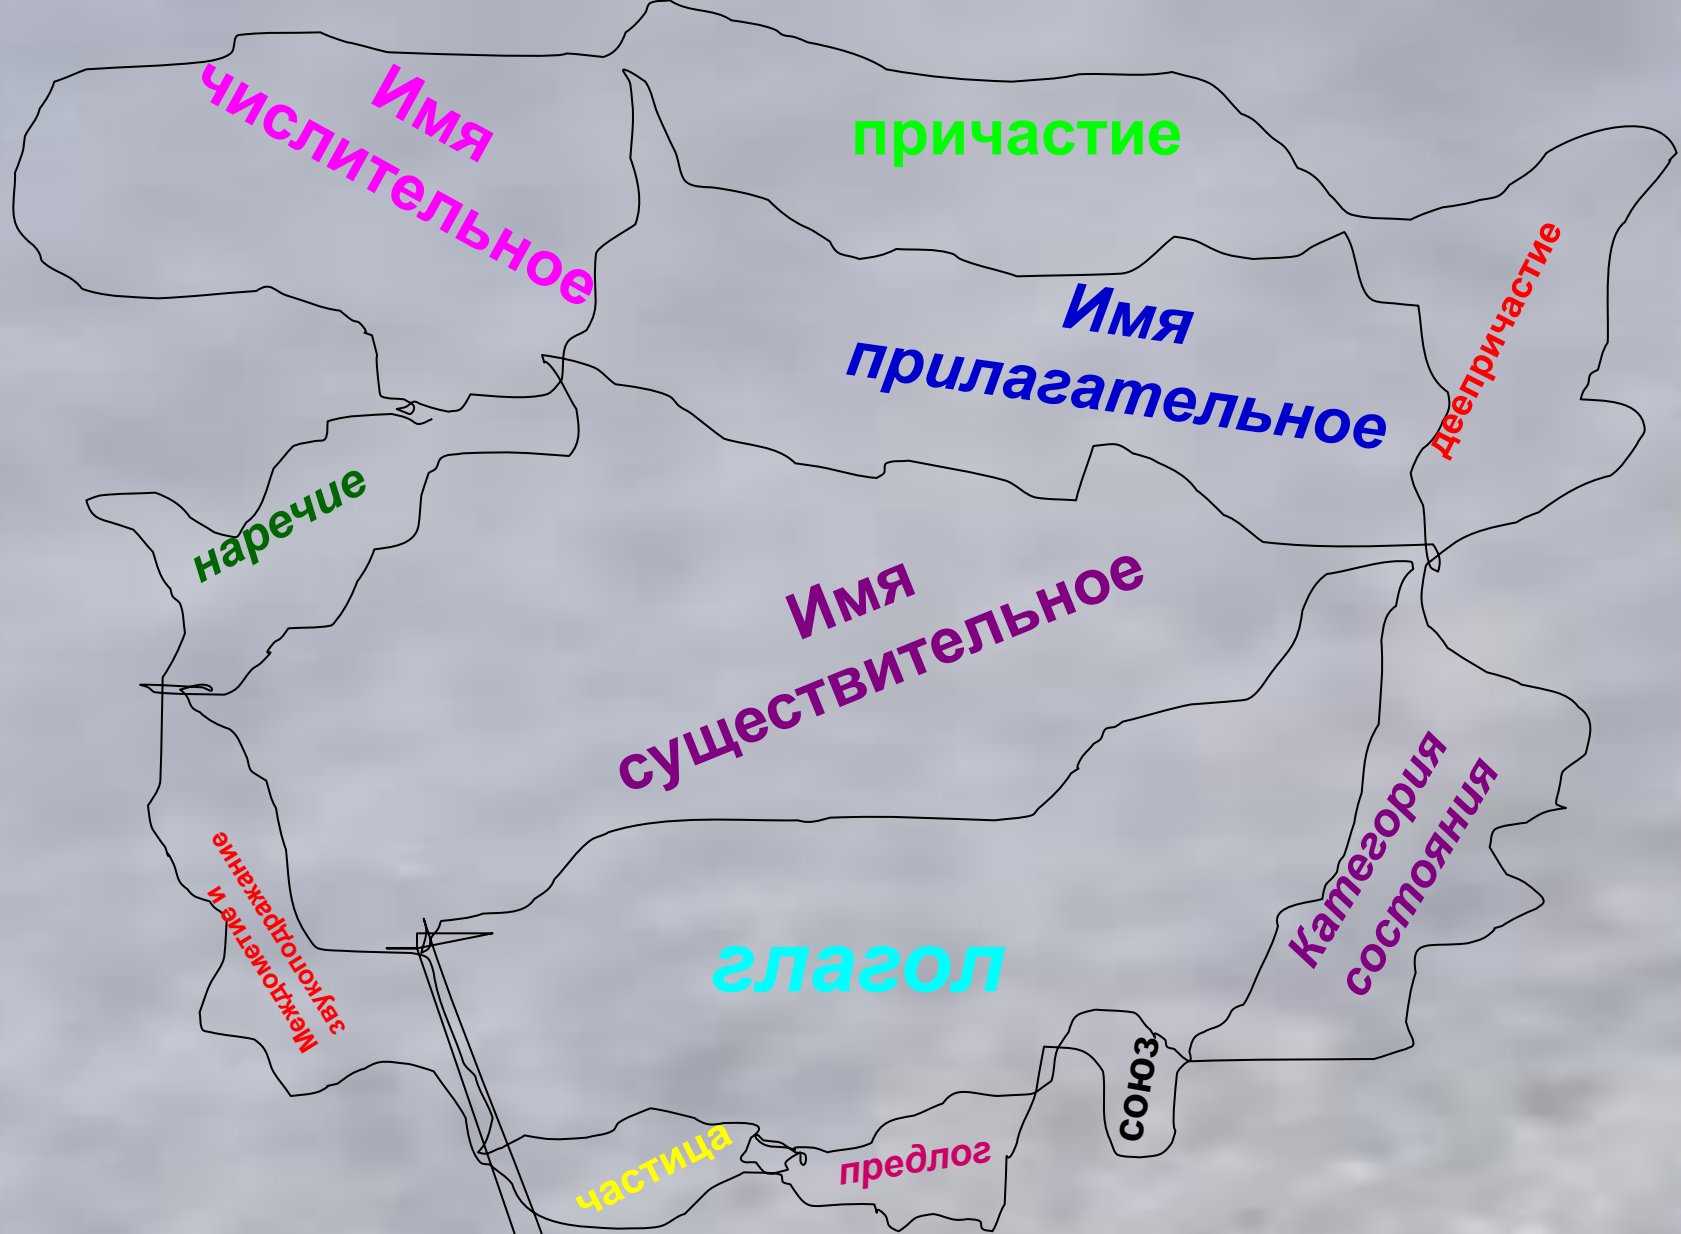 Имя
числительное
причастие
Имя
прилагательное
деепричастие
наречие
Имя
существительное
Категория
состояния
Междометие и
звукоподражание
глагол
союз
частица
предлог